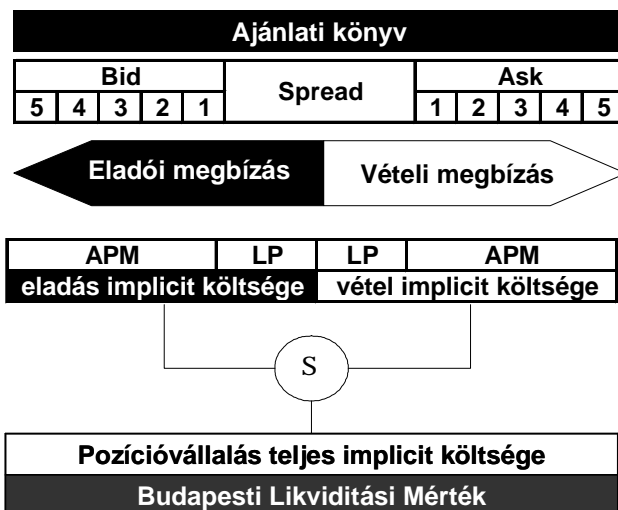 Ajánlati könyv
Bid Spread Ask
5 4 3 2 1 1 2 3 4 5
Eladói megbízás Vételi megbízás
APM LP LP APM
eladás implicit költsége vétel implicit költsége
S
Pozícióvállalás teljes implicit költsége
Budapesti Likviditási Mérték